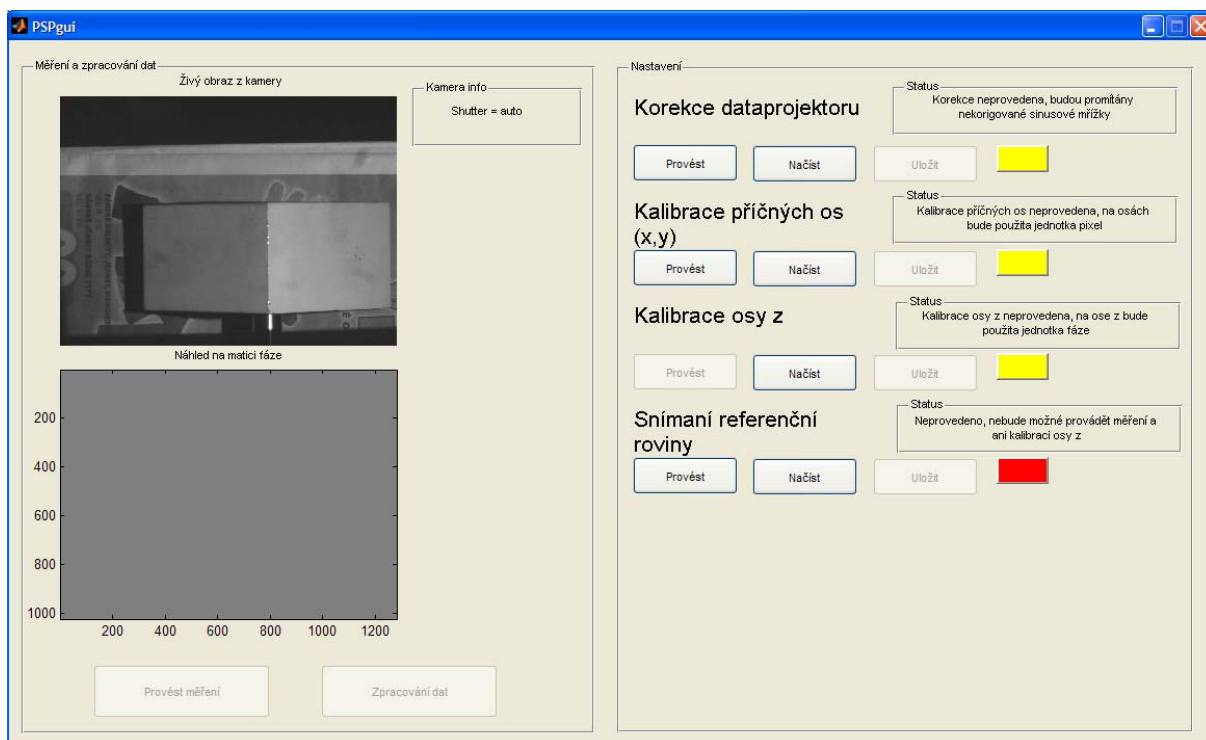 PSPgui
Měření a zpracování dat
Živý obraz z kamery
Kamera info
Shutter = auto
Náhled na matici fáze
200
400
600
800
1000
200 400 600 800 1000 1200
Provést měření
Zpracování dat
Nastavení
Korekce dataprojektoru
Status
Korekce neprovedena, budou promítány
nekorigované sinusové mřížky
Provést
Načíst
Uložit
Kalibrace příčných os
(x,y)
Status
Kalibrace příčných os neprovedena, na osách
bude použita jednotka pixel
Provést
Načíst
Uložit
Kalibrace osy z
Status
Kalibrace osy z neprovedena, na ose z bude
použita jednotka fáze
Provést
Načíst
Uložit
Snímaní referenční
roviny
Status
Neprovedeno, nebude možné provádět měření a
ani kalibraci osy z
Provést
Načíst
Uložit